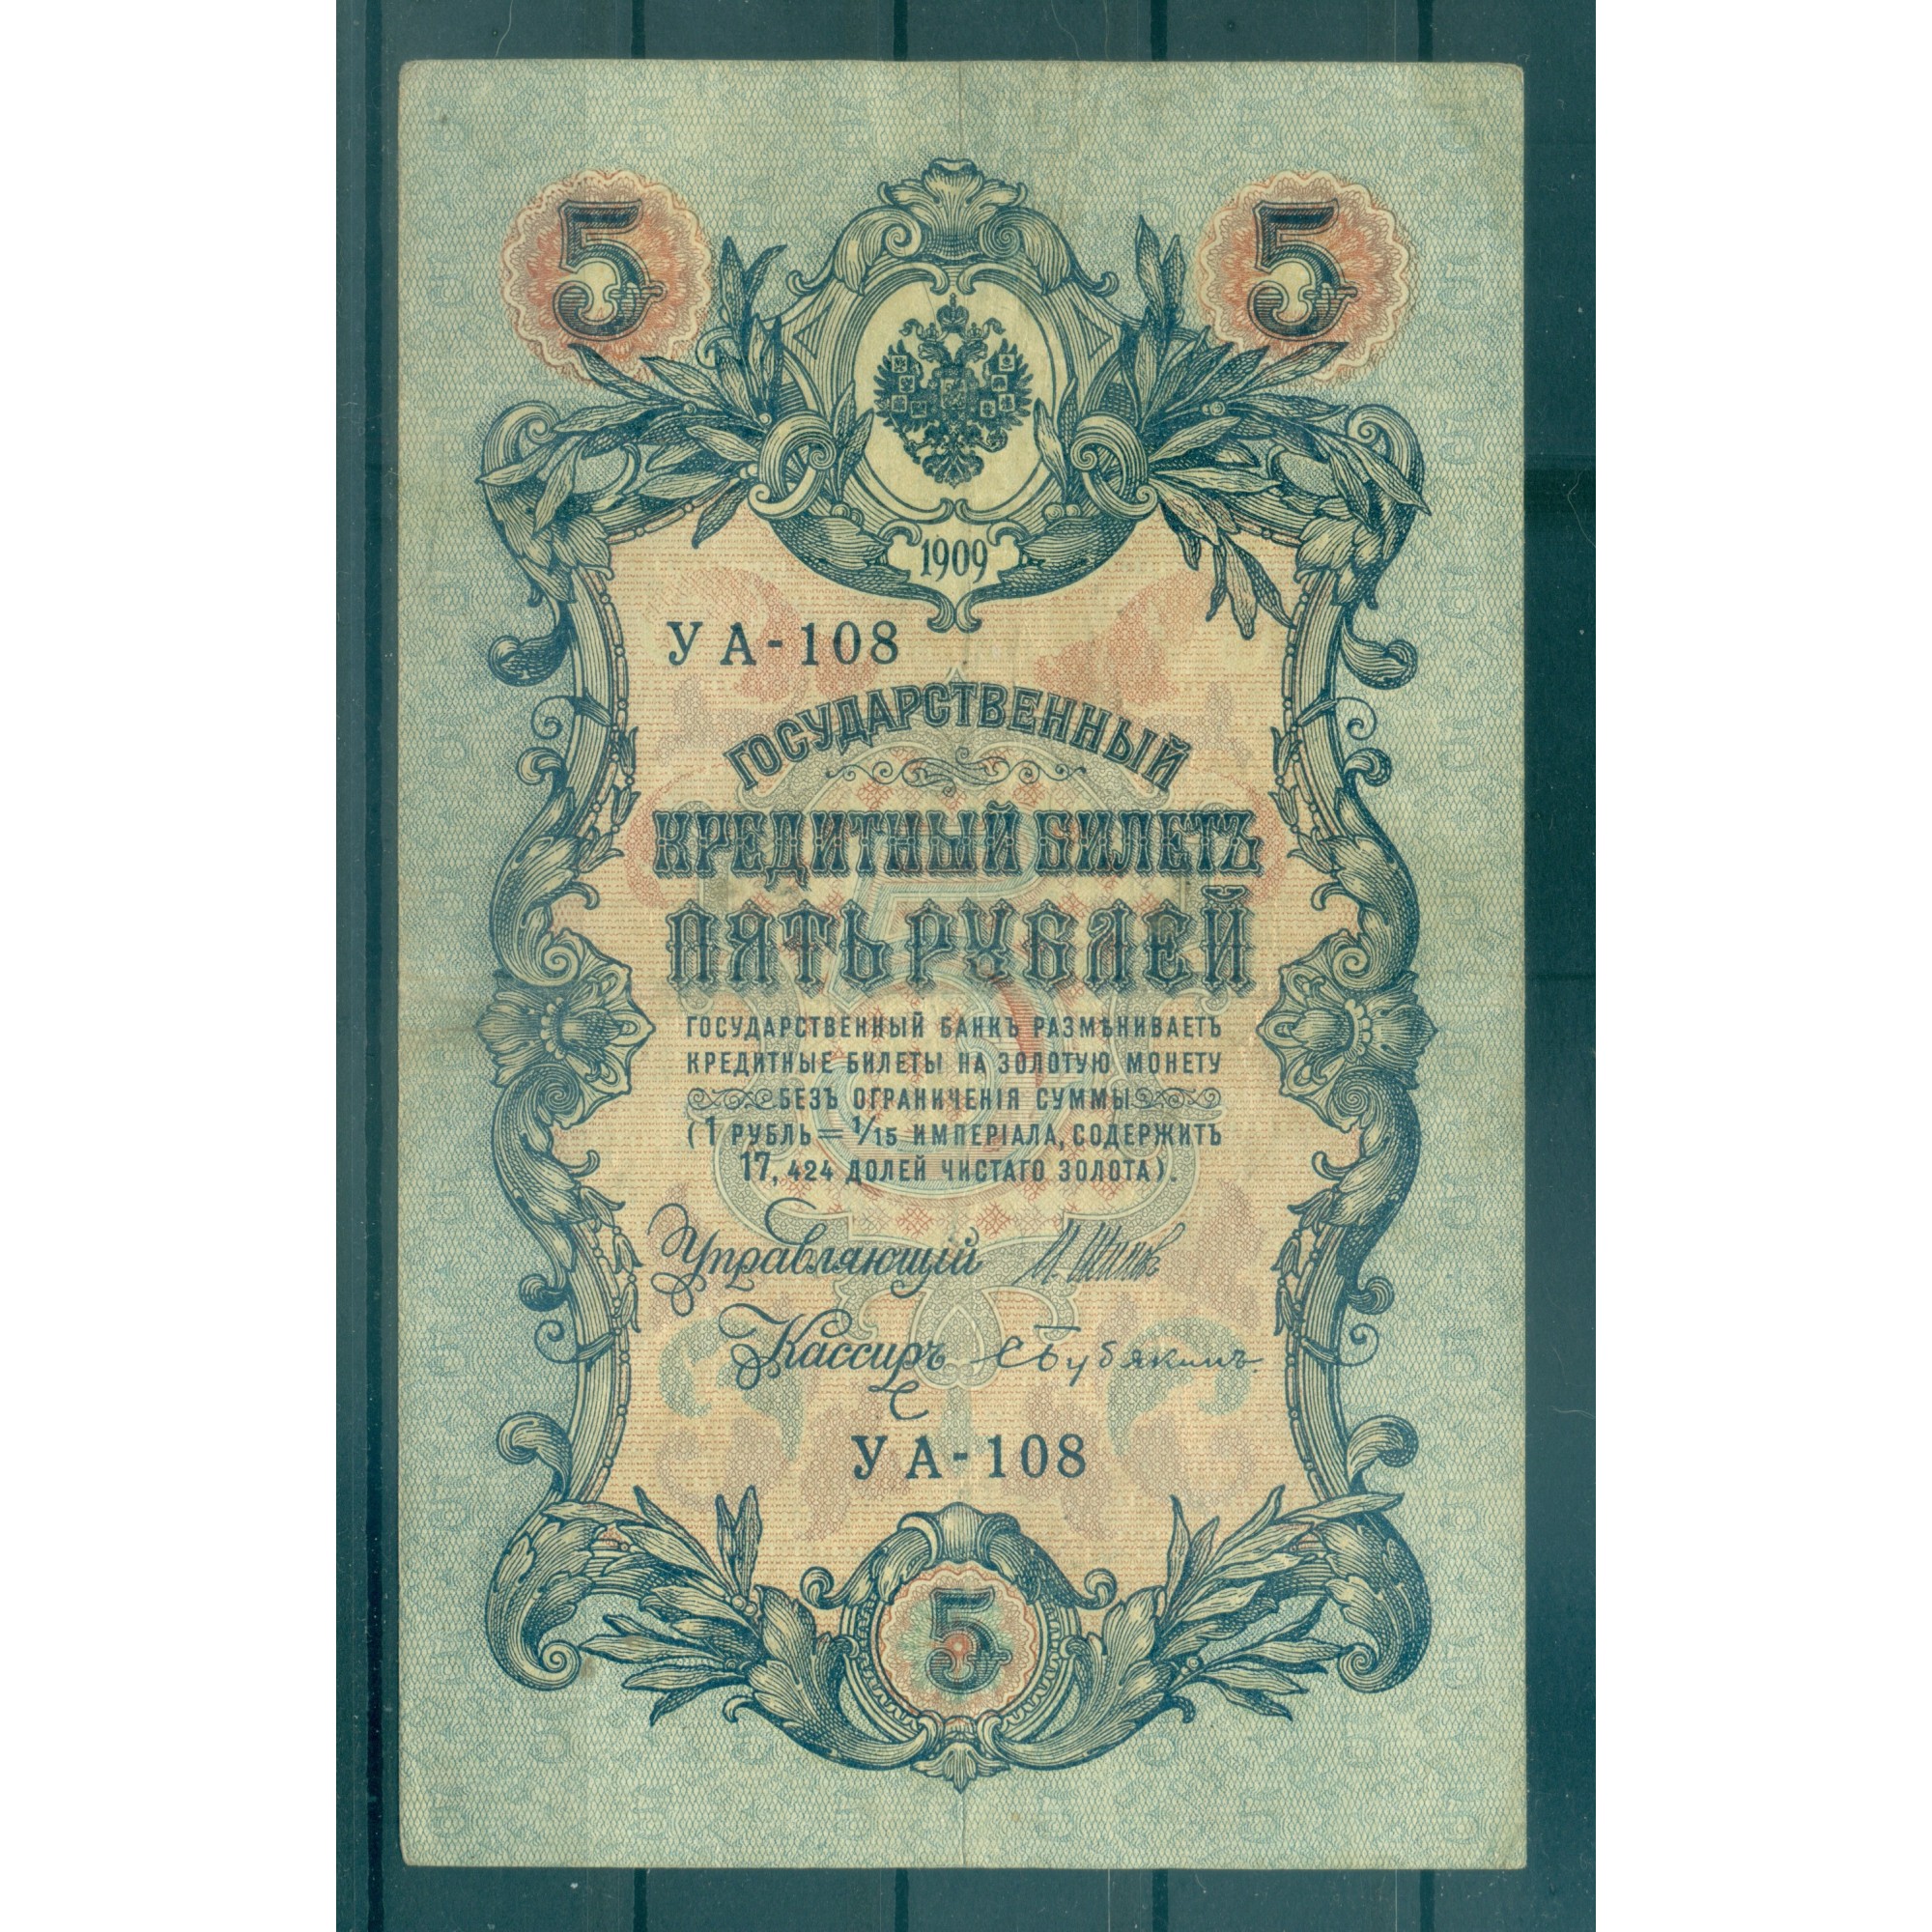 5 5
1909
УА-108
ГОСУДАРСТВЕННЫЙ
КРЕДИТНЫЙ БИЛЕТЪ
ПЯТЬ РУБЛЕЙ
ГОСУДАРСТВЕННЫЙ БАНКЪ РАЗМѢНИВАЕТЪ
КРЕДИТНЫЕ БИЛЕТЫ НА ЗОЛОТУЮ МОНЕТУ
БЕЗЪ ОГРАНИЧЕНІЯ СУММЫ
(1 РУБЛЬ = 1/15 ИМПЕРІАЛА, СОДЕРЖИТЪ
17,424 ДОЛЕЙ ЧИСТАГО ЗОЛОТА).
Управляющій И. Шиповъ
Кассиръ
УА-108
5